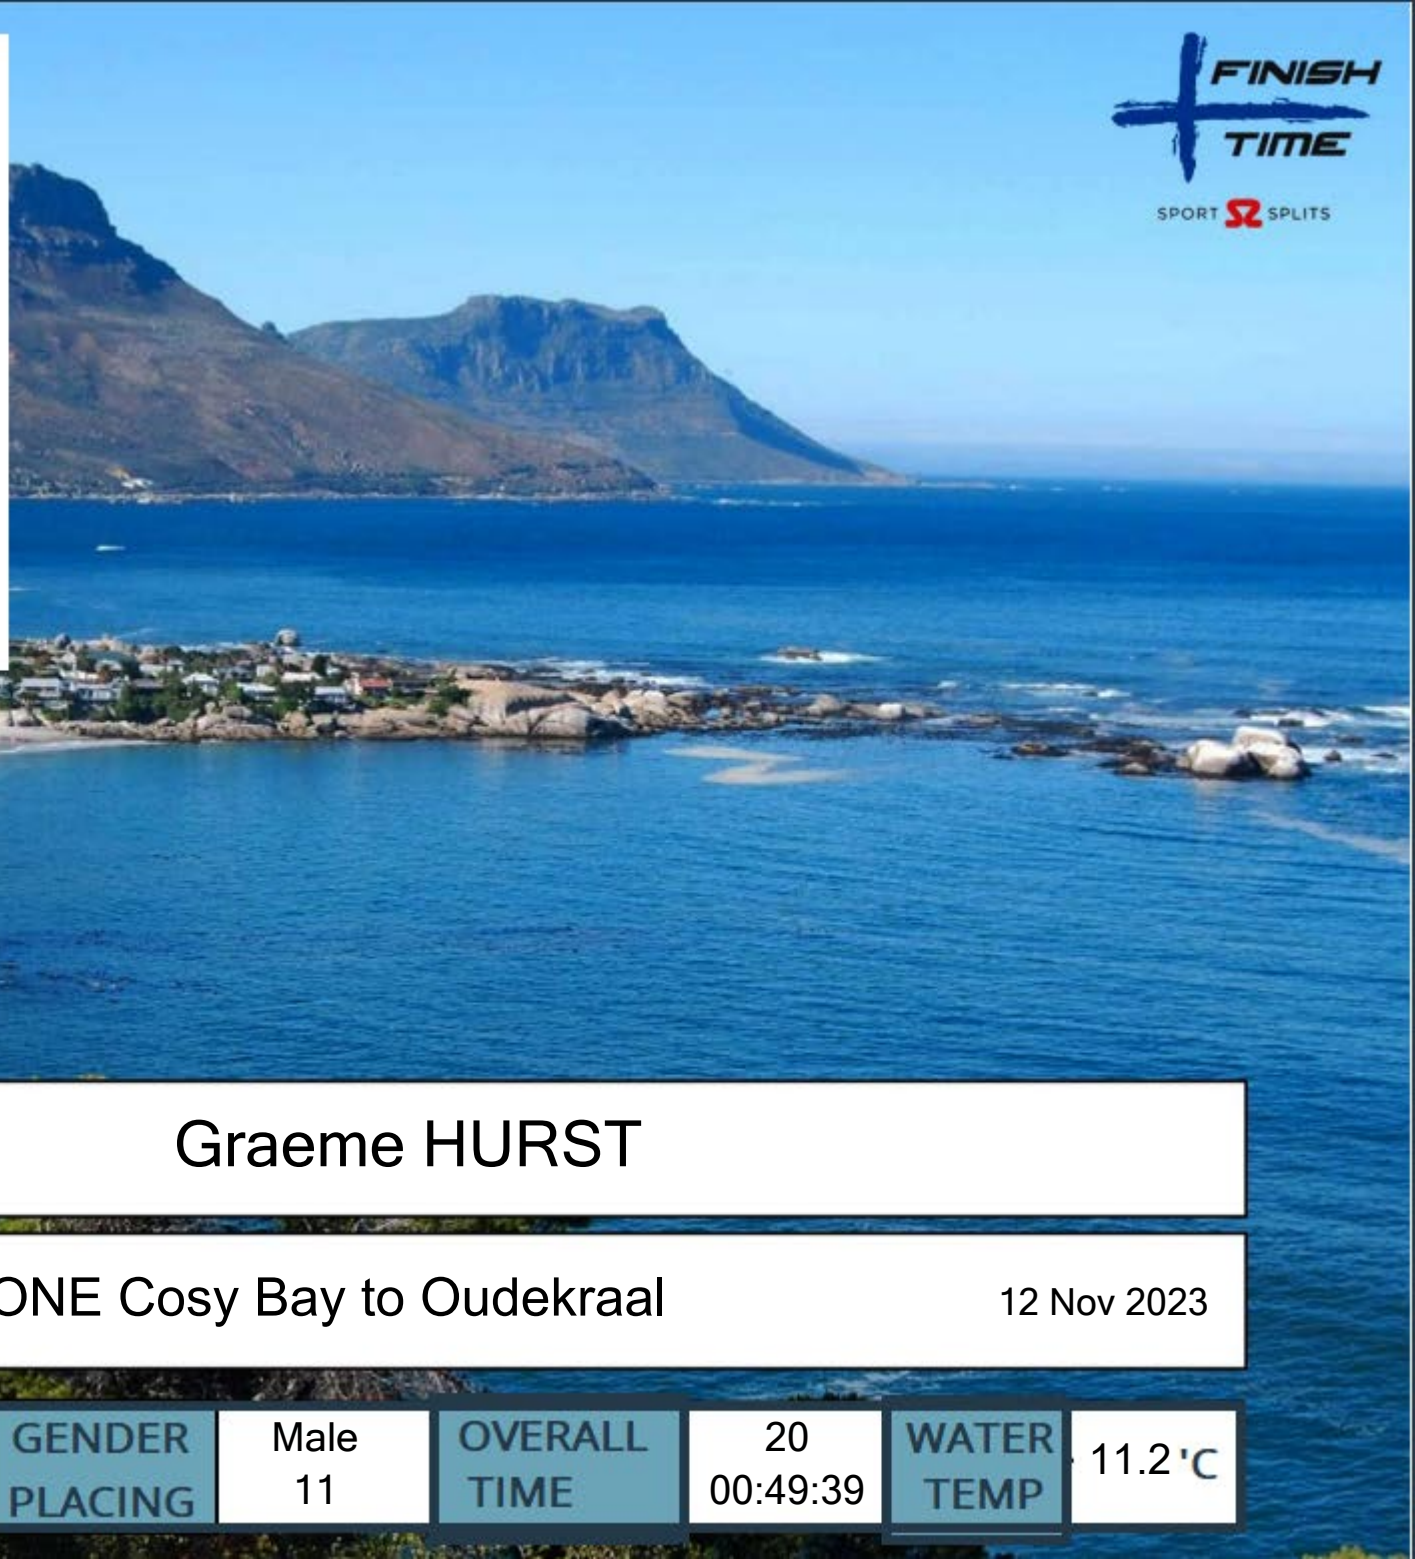 FINISH
TIME
SPORT SPLITS
Graeme HURST
ONE Cosy Bay to Oudekraal 12 Nov 2023
GENDER PLACING
Male
11
OVERALL TIME
20
00:49:39
WATER TEMP
11.2 'C